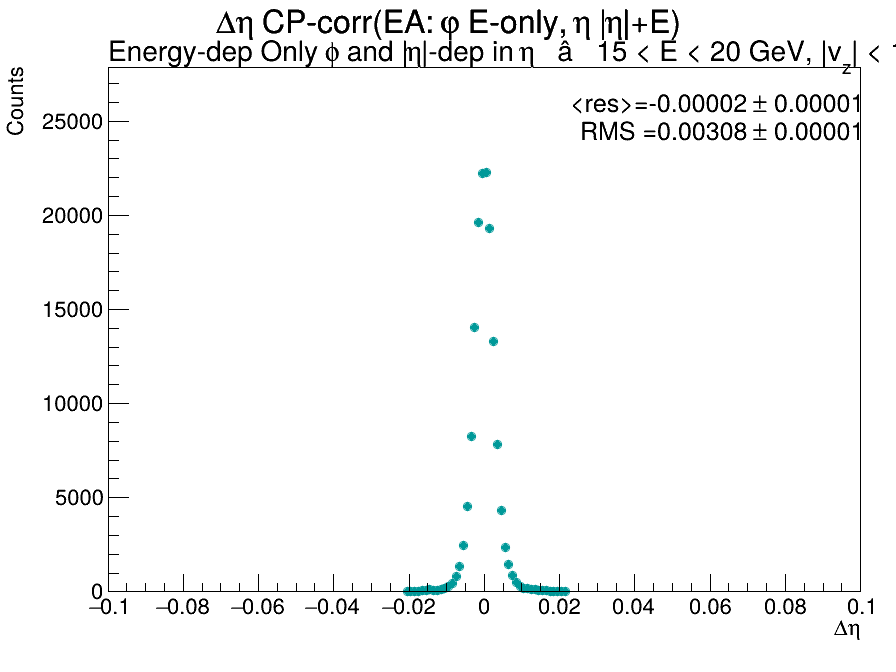 Δη CP-corr(EA: φ E-only, η |η|+E)
Energy-dep Only ϕ and |η|-dep in η â 15 < E < 20 GeV, |v_z| < 1
Counts
<res>=-0.00002 ± 0.00001
RMS =0.00308 ± 0.00001
25000
20000
15000
10000
5000
0
−0.1 −0.08 −0.06 −0.04 −0.02 0 0.02 0.04 0.06 0.08 0.1
Δη